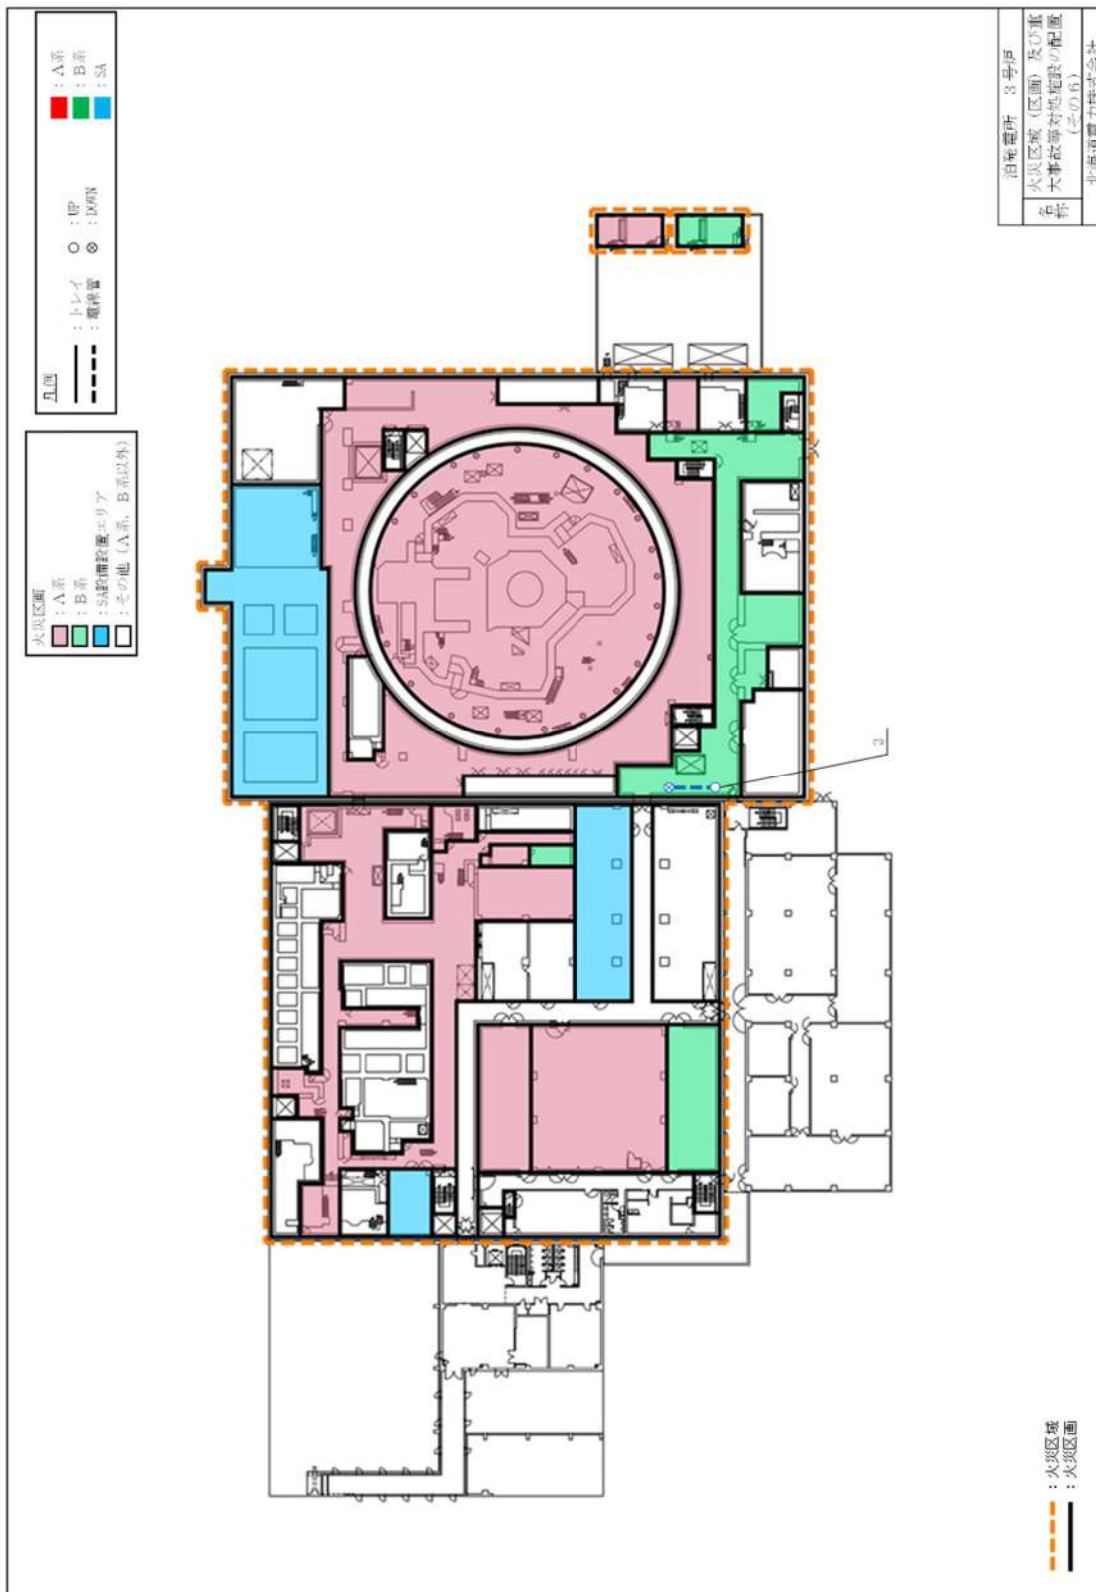 凡例
━━ : トレイ ○ : UP ■ : A系
┅┅ : 電線管 ⊗ : DOWN ■ : B系
■ : SA
火災区画
: A系
: B系
: SA設備設置エリア
: その他 (A系、B系以外)
3
泊発電所 3号炉
名称
火災区域 (区画) 及び重
大事故等対処施設の配置
(その6)
北海道電力株式会社
: 火災区域
: 火災区画